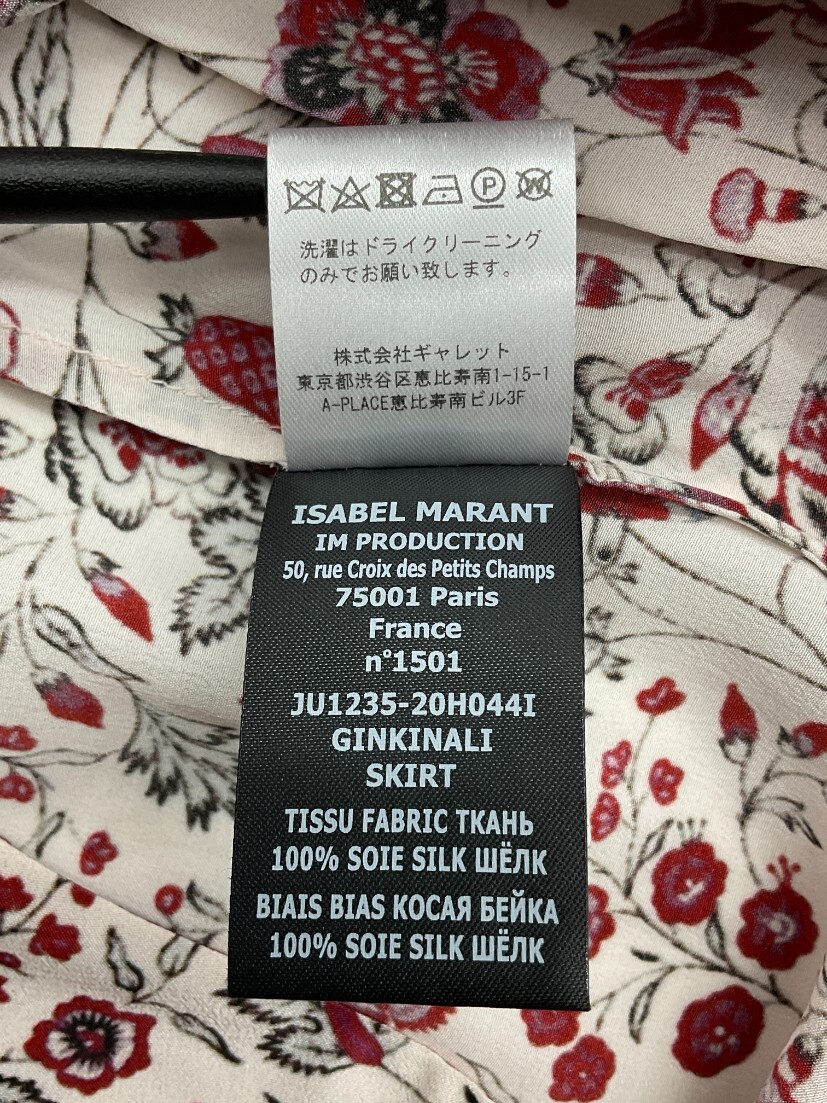 P
W
洗濯はドライクリーニング
のみでお願い致します。
株式会社ギャレット
東京都渋谷区恵比寿南1-15-1
A-PLACE恵比寿南ビル3F
ISABEL MARANT
IM PRODUCTION
50, rue Croix des Petits Champs
75001 Paris
France
n°1501
JU1235-20H044I
GINKINALI
SKIRT
TISSU FABRIC ТКАНЬ
100% SOIE SILK ШЁЛК
BIAIS BIAS КОСАЯ БЕЙКА
100% SOIE SILK ШЁЛК